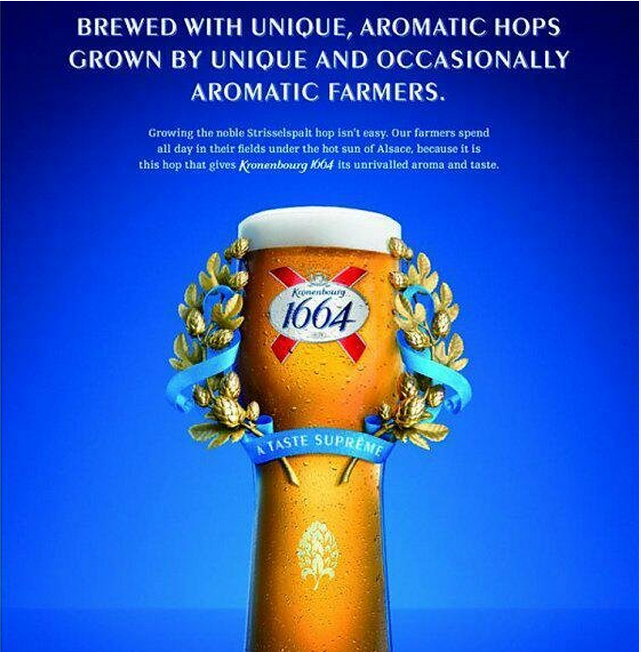 BREWED WITH UNIQUE, AROMATIC HOPS
GROWN BY UNIQUE AND OCCASIONALLY
AROMATIC FARMERS.
Growing the noble Strisselspalt hop isn't easy. Our farmers spend
all day in their fields under the hot sun of Alsace, because it is
this hop that gives Kronenbourg 1664 its unrivalled aroma and taste.
Kronenbourg
1664
A TASTE SUPRÊME